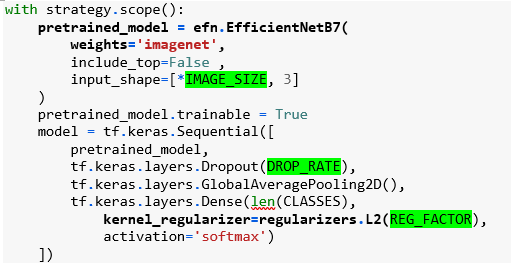 with strategy.scope():
    pretrained_model = efn.EfficientNetB7(
        weights='imagenet',
        include_top=False ,
        input_shape=[*IMAGE_SIZE, 3]
    )
    pretrained_model.trainable = True
    model = tf.keras.Sequential([
        pretrained_model,
        tf.keras.layers.Dropout(DROP_RATE),
        tf.keras.layers.GlobalAveragePooling2D(),
        tf.keras.layers.Dense(len(CLASSES),
            kernel_regularizer=regularizers.L2(REG_FACTOR),
            activation='softmax')
    ])